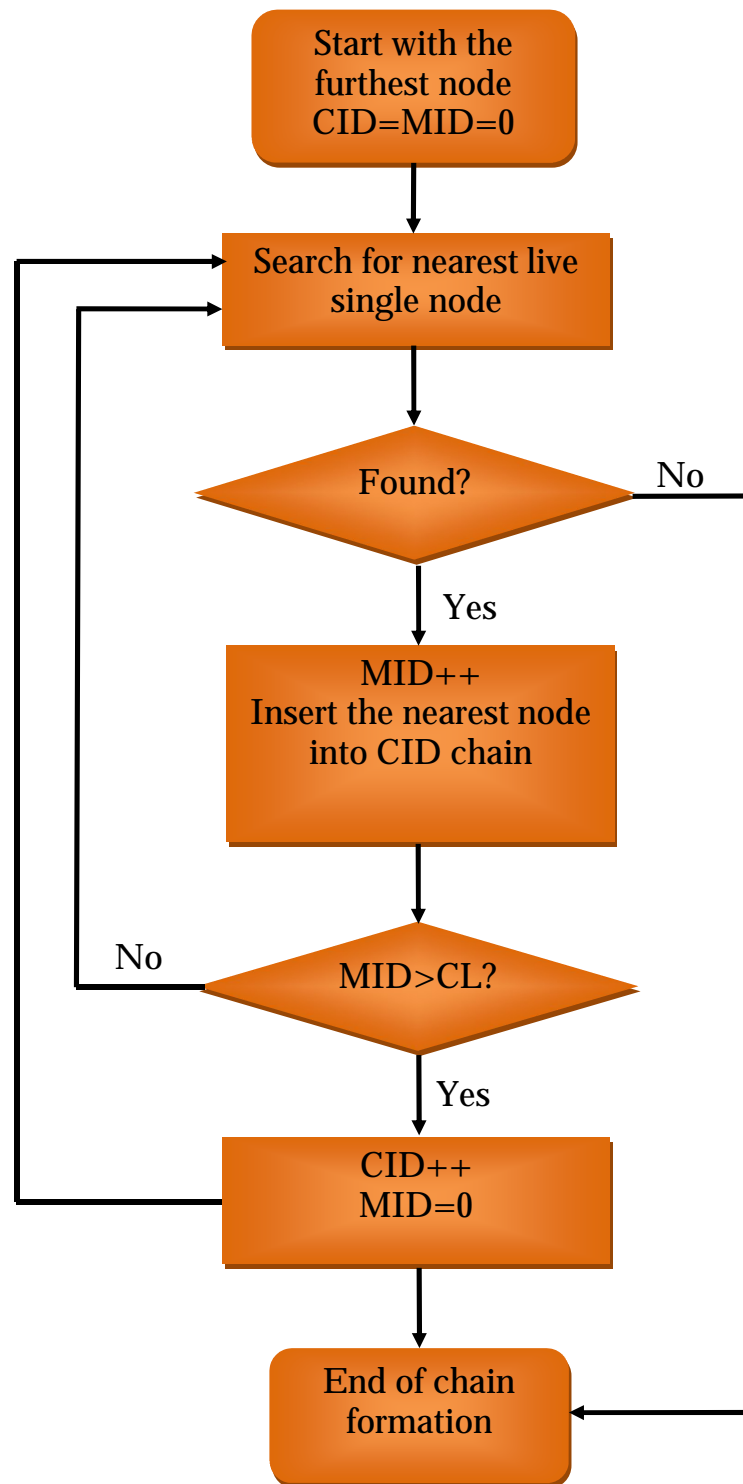 Start with the
furthest node
CID=MID=0
Search for nearest live
single node
Found?
No
Yes
MID++
Insert the nearest node
into CID chain
No
MID>CL?
Yes
CID++
MID=0
End of chain
formation